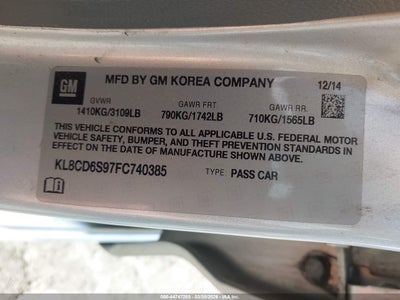 GM
MFD BY GM KOREA COMPANY
12/14
GVWR
GAWR FRT
GAWR RR.
1410KG/3109LB
790KG/1742LB
710KG/1565LB
THIS VEHICLE CONFORMS TO ALL APPLICABLE U.S. FEDERAL MOTOR
VEHICLE SAFETY, BUMPER, AND THEFT PREVENTION STANDARDS IN
EFFECT ON THE DATE OF MANUFACTURE SHOWN ABOVE.
KL8CD6S97FC740385
TYPE: PASS CAR